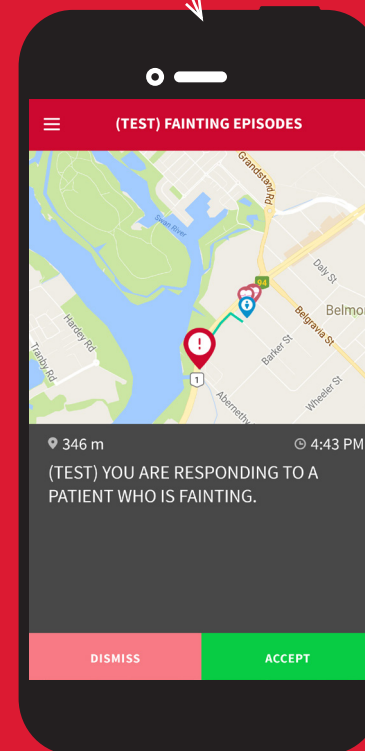 (TEST) FAINTING EPISODES
Grandstand Rd
Swan River
94
Daly St
Hardey Rd
Belmo
Belgravia St
Tranby Rd
!
Barker St
1
Wheeler St
Abernethy
346 m
4:43 PM
(TEST) YOU ARE RESPONDING TO A
PATIENT WHO IS FAINTING.
DISMISS
ACCEPT